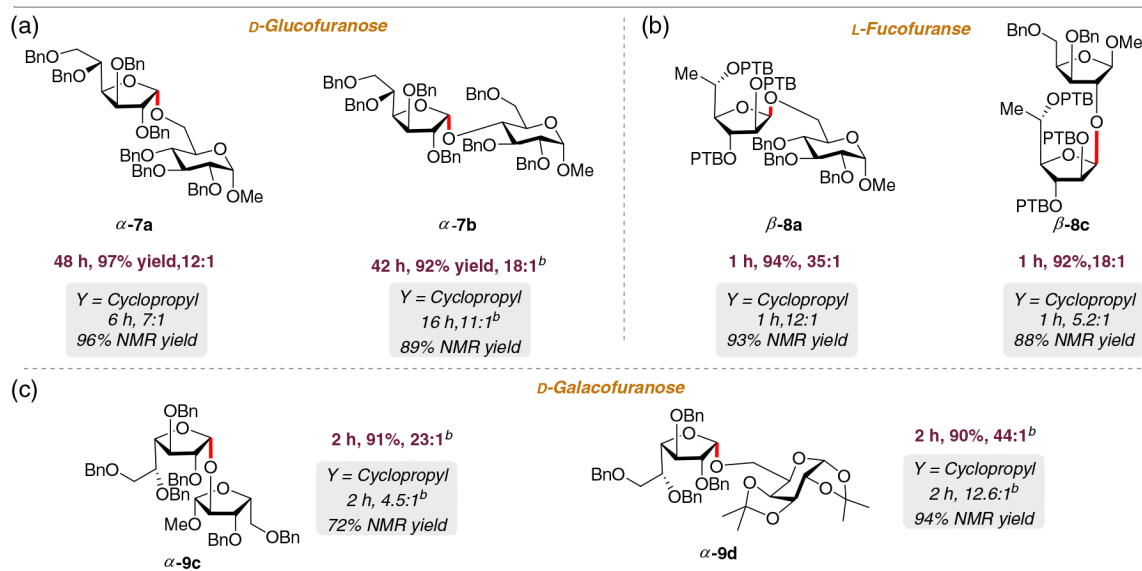 (a)
D-Glucofuranose
BnO
BnO
BnO
O
OBn
O
BnO
O
BnO
BnO
OMe
α-7a
48 h, 97% yield,12:1
Y = Cyclopropyl
6 h, 7:1
96% NMR yield
BnO
BnO
OBn
O
OBn
O
BnO
O
BnO
BnO
OMe
α-7b
42 h, 92% yield, 18:1b
Y = Cyclopropyl
16 h,11:1b
89% NMR yield
(b)
L-Fucofuranse
Me
OPTB
OPTB
O
O
PTBO
BnO
O
BnO
BnO
OMe
β-8a
1 h, 94%, 35:1
Y = Cyclopropyl
1 h,12:1
93% NMR yield
BnO
OBn
OMe
O
Me
OPTB
O
PTBO
O
PTBO
β-8c
1 h, 92%,18:1
Y = Cyclopropyl
1 h, 5.2:1
88% NMR yield
(c)
D-Galacofuranose
OBn
O
BnO
OBn
BnO
O
O
MeO
BnO
OBn
α-9c
2 h, 91%, 23:1b
Y = Cyclopropyl
2 h, 4.5:1b
72% NMR yield
OBn
O
BnO
OBn
OBn
O
O
O
O
O
O
α-9d
2 h, 90%, 44:1b
Y = Cyclopropyl
2 h, 12.6:1b
94% NMR yield